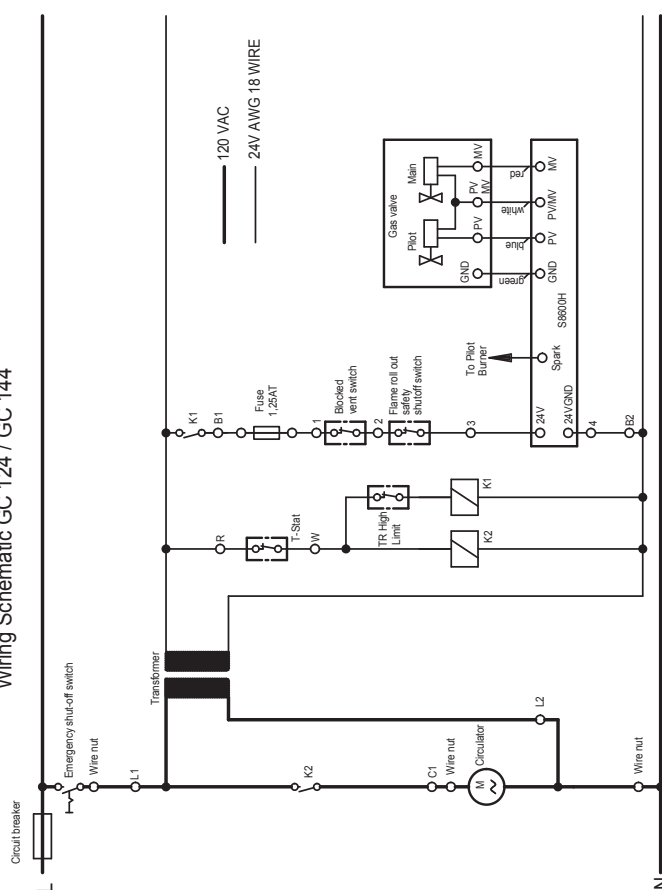 Wiring Schematic GC 124 / GC 144
120 VAC
24V AWG 18 WIRE
Circuit breaker
L
Emergency shut-off switch
Wire nut
L1
K2
C1
Wire nut
M
Circulator
L2
Wire nut
N
Transformer
R
T-Stat
W
TR High
Limit
K2
K1
K1
B1
Fuse
1,25AT
1
Blocked
vent switch
2
Flame roll out
safety
shutoff switch
3
24V
24VGND
4
B2
To Pilot
Burner
Spark
S8600H
Gas valve
Pilot
Main
GND
PV
PV
MV
MV
green
blue
white
red
GND
PV
PV/MV
MV